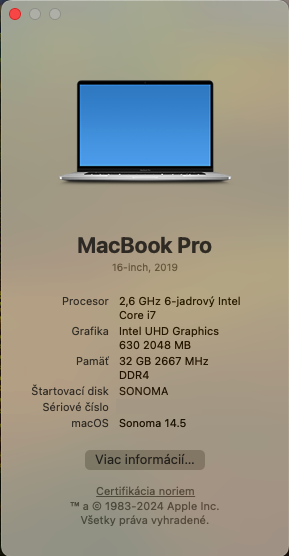 MacBook Pro
16-inch, 2019
Procesor 2,6 GHz 6-jadrový Intel
Core i7
Grafika Intel UHD Graphics
630 2048 MB
Pamäť 32 GB 2667 MHz
DDR4
Štartovací disk SONOMA
Sériové číslo
macOS Sonoma 14.5
Viac informácií...
Certifikácia noriem
™ a © 1983-2024 Apple Inc.
Všetky práva vyhradené.